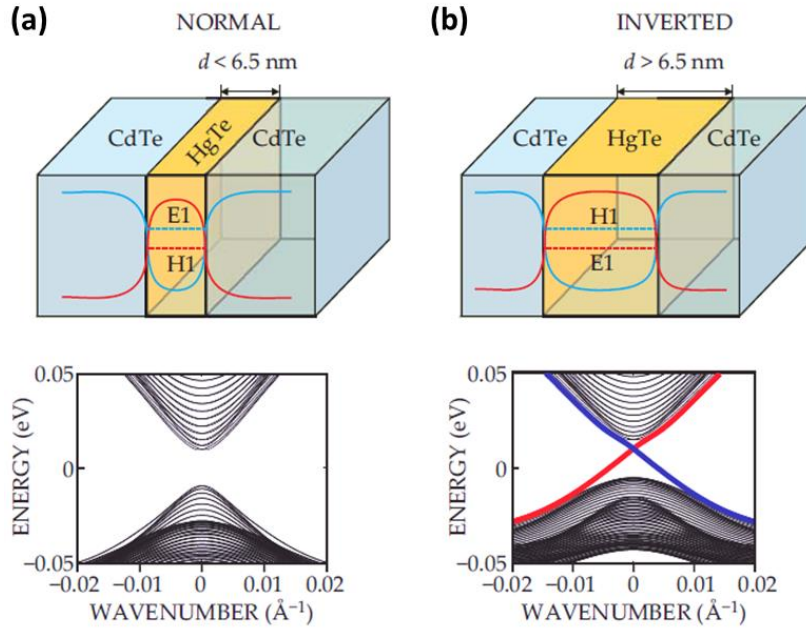 (a)
NORMAL
d < 6.5 nm
CdTe
HgTe
CdTe
E1
H1
0.05
0
−0.05
ENERGY (eV)
−0.02 −0.01 0 0.01 0.02
WAVENUMBER (Å⁻¹)
(b)
INVERTED
d > 6.5 nm
CdTe
HgTe
CdTe
H1
E1
0.05
0
−0.05
ENERGY (eV)
−0.02 −0.01 0 0.01 0.02
WAVENUMBER (Å⁻¹)